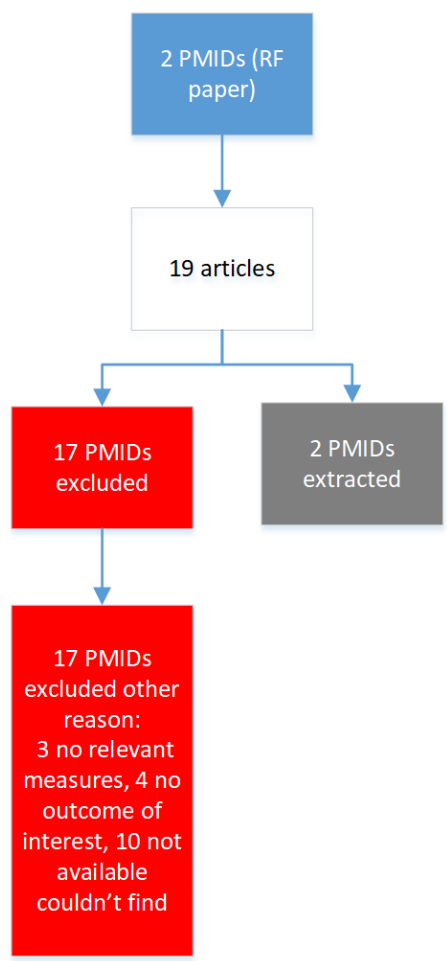 2 PMIDs (RF
paper)
19 articles
17 PMIDs
excluded
2 PMIDs
extracted
17 PMIDs
excluded other
reason:
3 no relevant
measures, 4 no
outcome of
interest, 10 not
available
couldn’t find